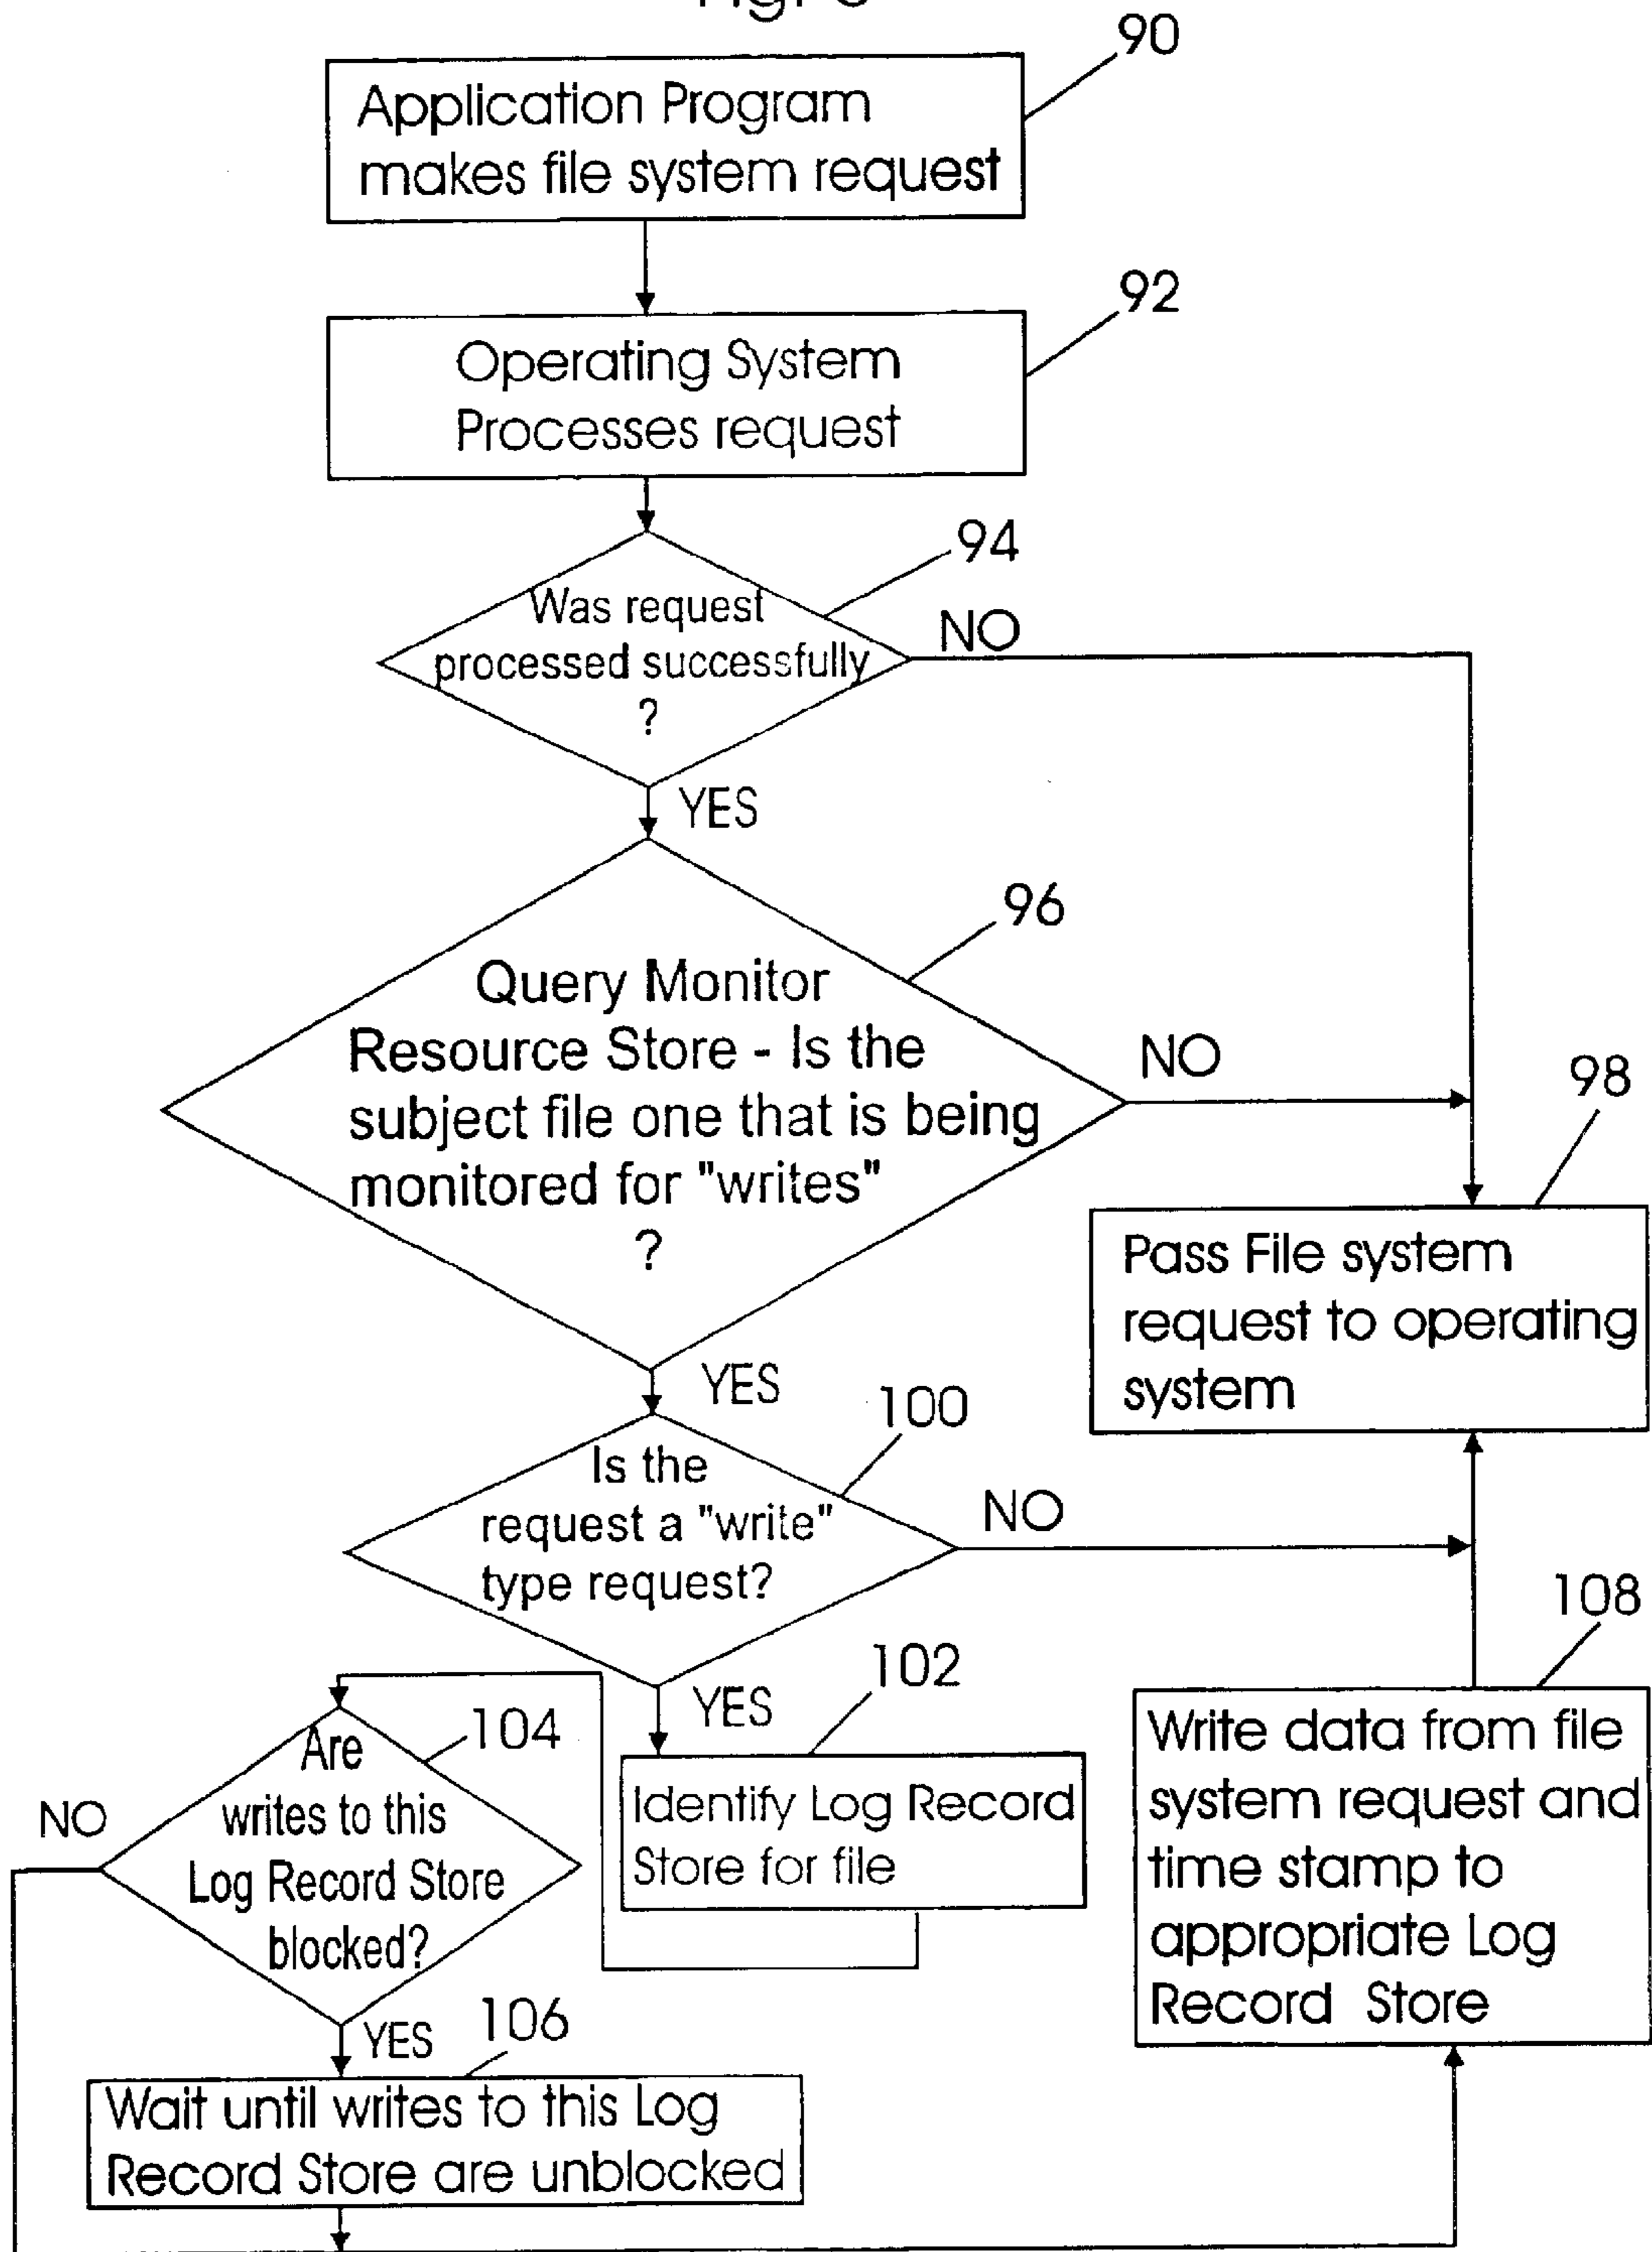 90
Application Program
makes file system request
92
Operating System
Processes request
94
Was request
processed successfully
?
NO
YES
96
Query Monitor
Resource Store - Is the
subject file one that is being
monitored for "writes"
?
NO
98
Pass File system
request to operating
system
YES
100
Is the
request a "write"
type request?
NO
108
Write data from file
system request and
time stamp to
appropriate Log
Record Store
YES
102
Identify Log Record
Store for file
104
Are
writes to this
Log Record Store
blocked?
NO
YES
106
Wait until writes to this Log
Record Store are unblocked